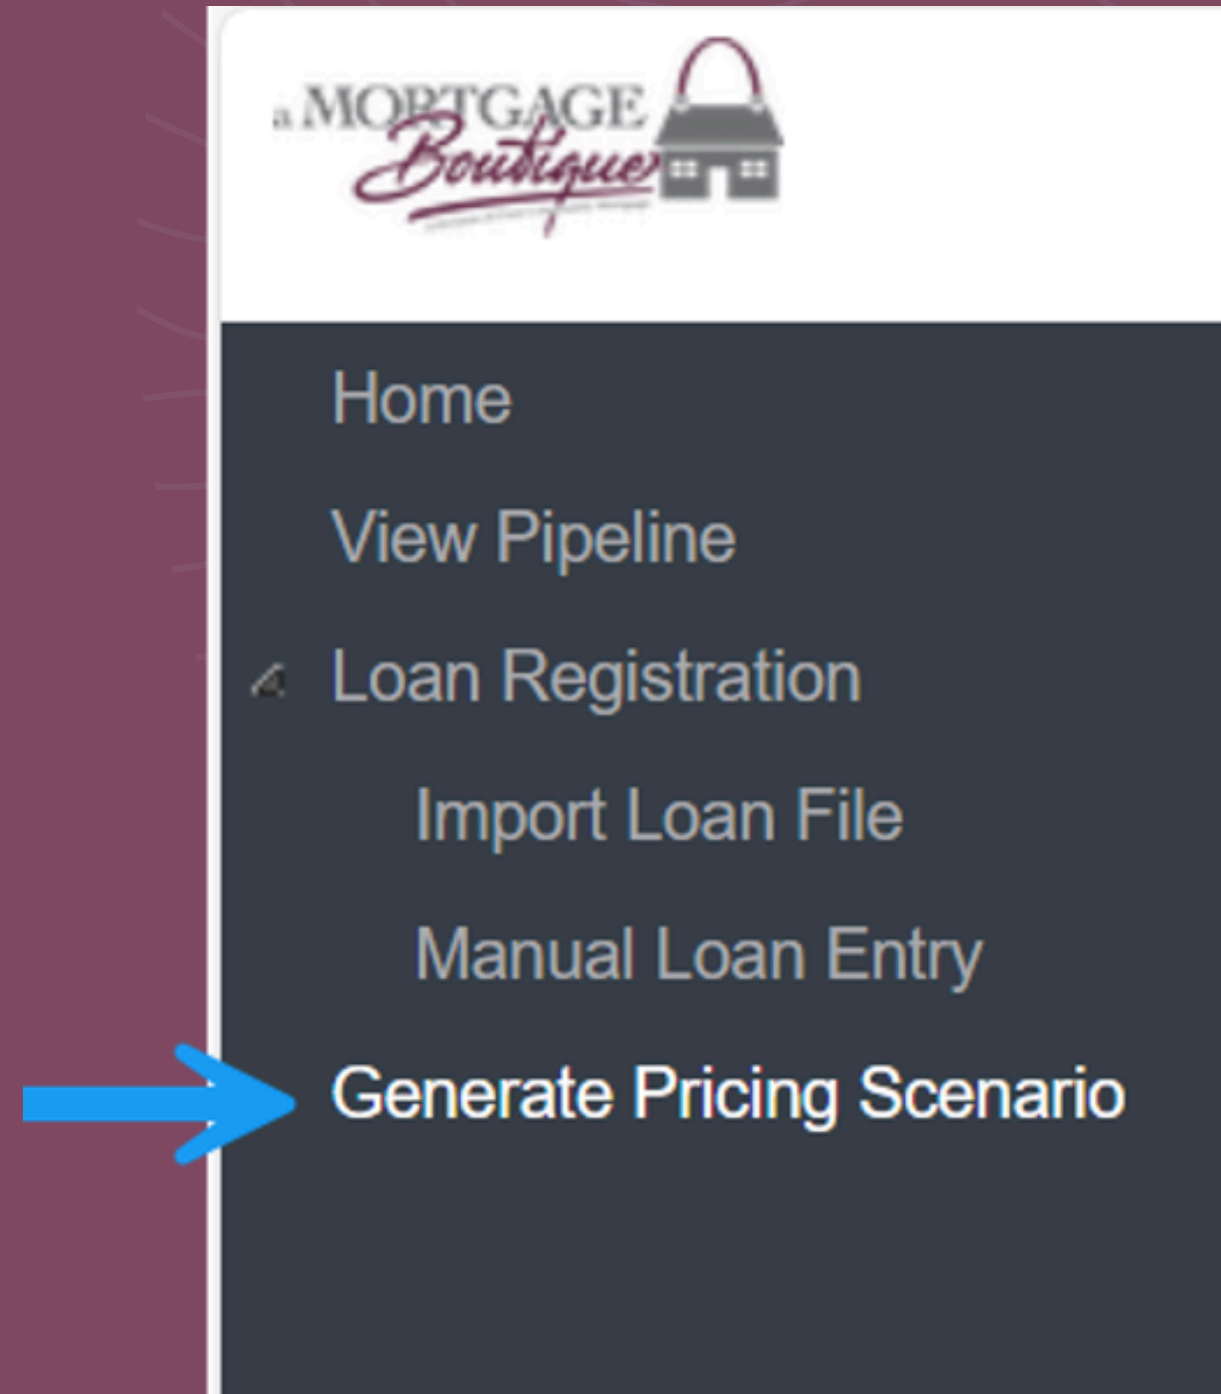 a MORTGAGE
Boutique
Home
View Pipeline
Loan Registration
Import Loan File
Manual Loan Entry
Generate Pricing Scenario